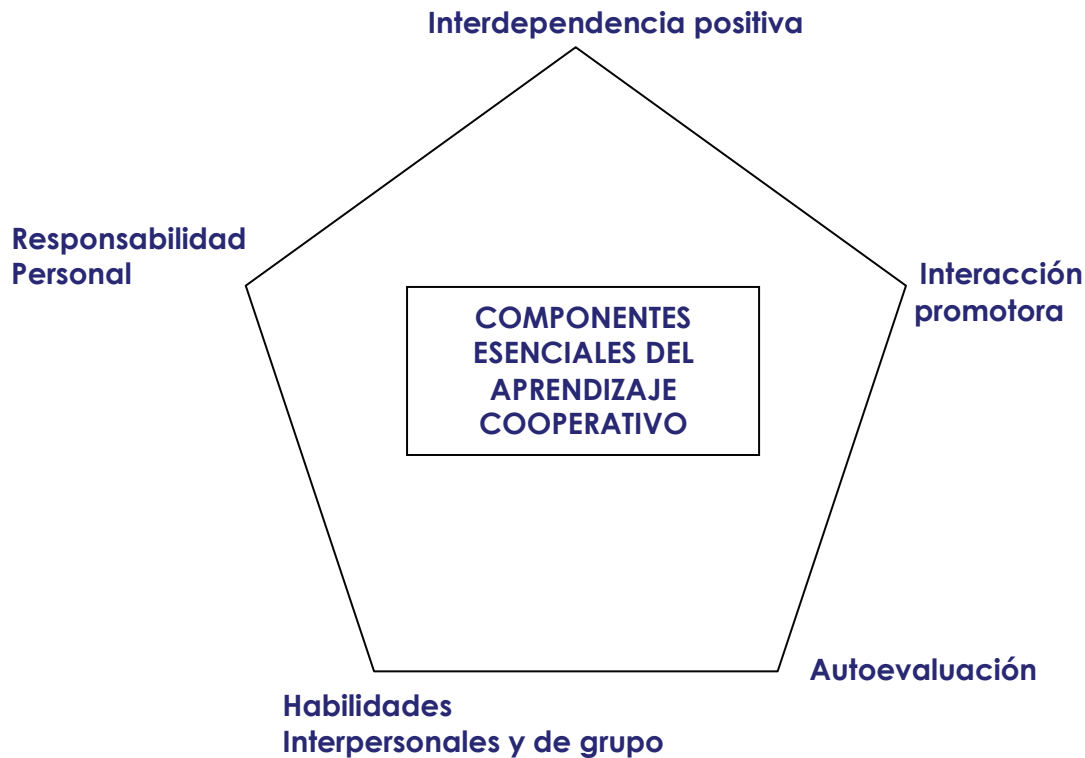 Interdependencia positiva
Responsabilidad
Personal
Interacción
promotora
COMPONENTES
ESENCIALES DEL
APRENDIZAJE
COOPERATIVO
Autoevaluación
Habilidades
Interpersonales y de grupo